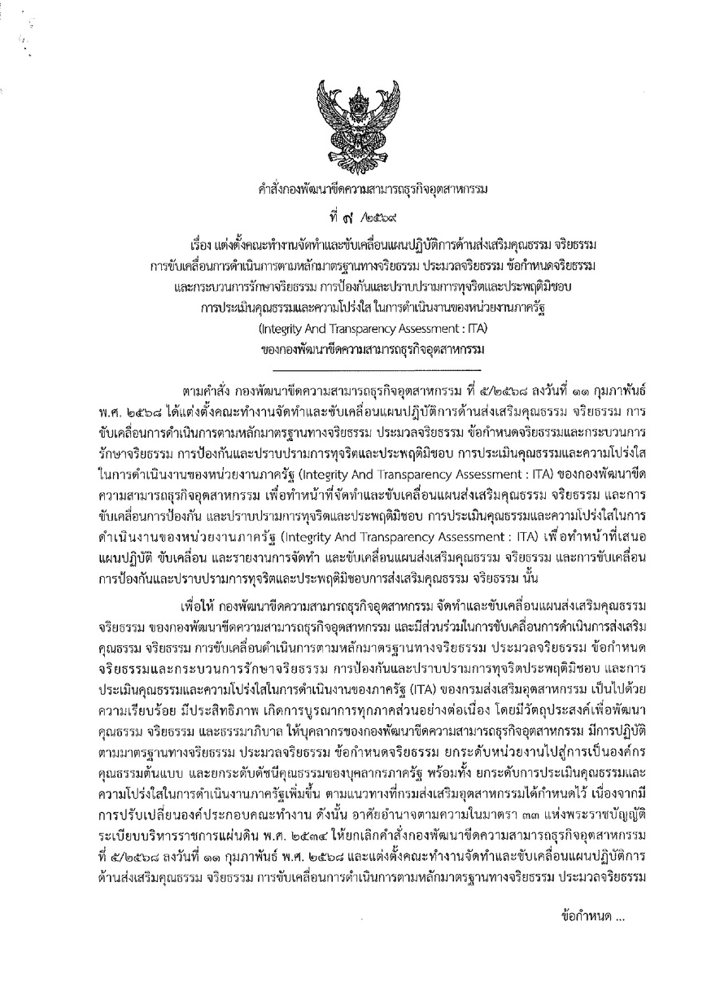 คำสั่งกองพัฒนาขีดความสามารถธุรกิจอุตสาหกรรม
ที่ ๗ /๒๕๖๙
เรื่อง แต่งตั้งคณะทำงานจัดทำและขับเคลื่อนแผนปฏิบัติการด้านส่งเสริมคุณธรรม จริยธรรม
การขับเคลื่อนการดำเนินการตามหลักมาตรฐานทางจริยธรรม ประมวลจริยธรรม ข้อกำหนดจริยธรรม
และกระบวนการรักษาจริยธรรม การป้องกันและปราบปรามการทุจริตและประพฤติมิชอบ
การประเมินคุณธรรมและความโปร่งใส ในการดำเนินงานของหน่วยงานภาครัฐ
(Integrity And Transparency Assessment : ITA)
ของกองพัฒนาขีดความสามารถธุรกิจอุตสาหกรรม
ตามคำสั่ง กองพัฒนาขีดความสามารถธุรกิจอุตสาหกรรม ที่ ๕/๒๕๖๘ ลงวันที่ ๑๑ กุมภาพันธ์
พ.ศ. ๒๕๖๘ ได้แต่งตั้งคณะทำงานจัดทำและขับเคลื่อนแผนปฏิบัติการด้านส่งเสริมคุณธรรม จริยธรรม การ
ขับเคลื่อนการดำเนินการตามหลักมาตรฐานทางจริยธรรม ประมวลจริยธรรม ข้อกำหนดจริยธรรมและกระบวนการ
รักษาจริยธรรม การป้องกันและปราบปรามการทุจริตและประพฤติมิชอบ การประเมินคุณธรรมและความโปร่งใส
ในการดำเนินงานของหน่วยงานภาครัฐ (Integrity And Transparency Assessment : ITA) ของกองพัฒนาขีด
ความสามารถธุรกิจอุตสาหกรรม เพื่อทำหน้าที่จัดทำและขับเคลื่อนแผนส่งเสริมคุณธรรม จริยธรรม และการ
ขับเคลื่อนการป้องกัน และปราบปรามการทุจริตและประพฤติมิชอบ การประเมินคุณธรรมและความโปร่งใสในการ
ดำเนินงานของหน่วยงานภาครัฐ (Integrity And Transparency Assessment : ITA) เพื่อทำหน้าที่เสนอ
แผนปฏิบัติ ขับเคลื่อน และรายงานการจัดทำ และขับเคลื่อนแผนส่งเสริมคุณธรรม จริยธรรม และการขับเคลื่อน
การป้องกันและปราบปรามการทุจริตและประพฤติมิชอบการส่งเสริมคุณธรรม จริยธรรม นั้น
เพื่อให้ กองพัฒนาขีดความสามารถธุรกิจอุตสาหกรรม จัดทำและขับเคลื่อนแผนส่งเสริมคุณธรรม
จริยธรรม ของกองพัฒนาขีดความสามารถธุรกิจอุตสาหกรรม และมีส่วนร่วมในการขับเคลื่อนการดำเนินการส่งเสริม
คุณธรรม จริยธรรม การขับเคลื่อนดำเนินการตามหลักมาตรฐานทางจริยธรรม ประมวลจริยธรรม ข้อกำหนด
จริยธรรมและกระบวนการรักษาจริยธรรม การป้องกันและปราบปรามการทุจริตประพฤติมิชอบ และการ
ประเมินคุณธรรมและความโปร่งใสในการดำเนินงานของภาครัฐ (ITA) ของกรมส่งเสริมอุตสาหกรรม เป็นไปด้วย
ความเรียบร้อย มีประสิทธิภาพ เกิดการบูรณาการทุกภาคส่วนอย่างต่อเนื่อง โดยมีวัตถุประสงค์เพื่อพัฒนา
คุณธรรม จริยธรรม และธรรมาภิบาล ให้บุคลากรของกองพัฒนาขีดความสามารถธุรกิจอุตสาหกรรม มีการปฏิบัติ
ตามมาตรฐานทางจริยธรรม ประมวลจริยธรรม ข้อกำหนดจริยธรรม ยกระดับหน่วยงานไปสู่การเป็นองค์กร
คุณธรรมต้นแบบ และยกระดับดัชนีคุณธรรมของบุคลากรภาครัฐ พร้อมทั้ง ยกระดับการประเมินคุณธรรมและ
ความโปร่งใสในการดำเนินงานภาครัฐเพิ่มขึ้น ตามแนวทางที่กรมส่งเสริมอุตสาหกรรมได้กำหนดไว้ เนื่องจากมี
การปรับเปลี่ยนองค์ประกอบคณะทำงาน ดังนั้น อาศัยอำนาจตามความในมาตรา ๓๓ แห่งพระราชบัญญัติ
ระเบียบบริหารราชการแผ่นดิน พ.ศ. ๒๕๓๔ ให้ยกเลิกคำสั่งกองพัฒนาขีดความสามารถธุรกิจอุตสาหกรรม
ที่ ๕/๒๕๖๘ ลงวันที่ ๑๑ กุมภาพันธ์ พ.ศ. ๒๕๖๘ และแต่งตั้งคณะทำงานจัดทำและขับเคลื่อนแผนปฏิบัติการ
ด้านส่งเสริมคุณธรรม จริยธรรม การขับเคลื่อนการดำเนินการตามหลักมาตรฐานทางจริยธรรม ประมวลจริยธรรม
ข้อกำหนด ...